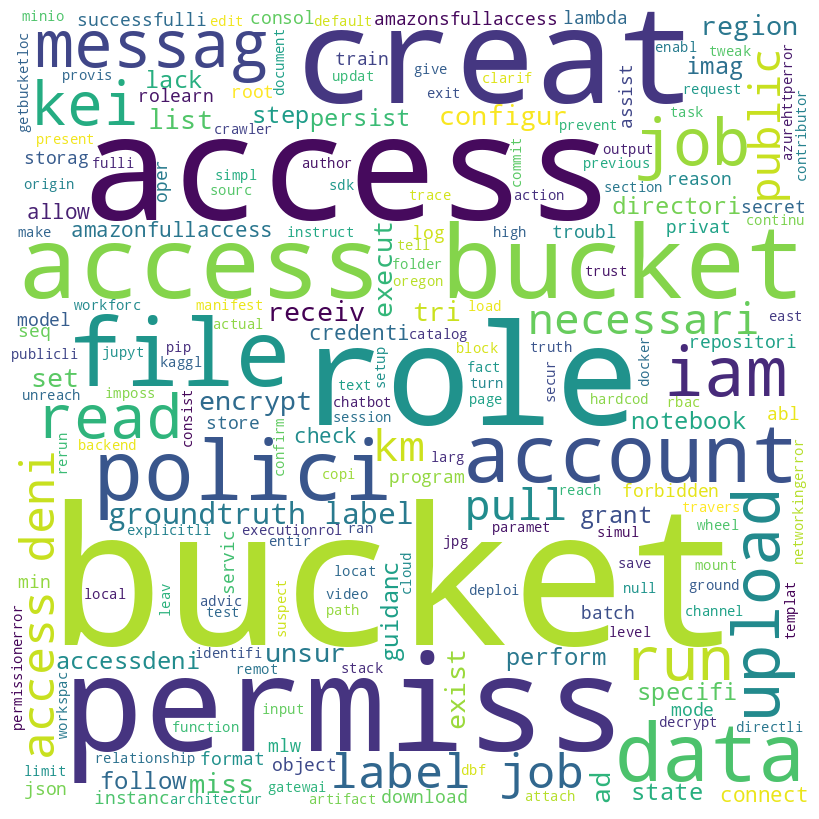 minio
successfulli
edit
consol
default
amazonsfullaccess
lambda
region
getbucketloc
messag
creat
document
train
give
enabl
tweak
imag
public
azurehttperror
contributor
provis
lack
updat
clarif
assist
request
kei
rolearn
root
exit
list
step
persist
configur
prevent
task
job
present
crawler
commit
storag
fulli
access
author
output
previous
oper
simpl
sourc
sdk
trace
action
section
reason
origin
allow
directori
secret
make
amazonfullaccess
instruct
execut
log
tell
high
troubl
privat
continu
access
folder
oregon
trust
bucket
workforc
manifest
actual
receiv
tri
load
necessari
east
model
seq
file
credenti
catalog
truth
repositori
publicli
jupyt
pip
kaggl
setup
block
role
fact
turn
page
docker
iam
set
unreach
imposs
consist
encrypt
text
chatbot
session
secur
hardcod
rbac
abl
read
store
notebook
rerun
backend
polici
confirm
check
km
larg
account
access deni
copi
program
reach
forbidden
travers
networkingerror
groundtruth label
pull
grant
upload
explicitli
executionrol
ran
paramet
simul
wheel
servic
entir
jpg
save
mount
min
bucket
locat
cloud
null
ground
local
leav
advic
test
suspect
video
path
guidanc
deploi
batch
channel
templat
level
permissionerror
workspac
accessdeni
identifi
unsur
exist
perform
run
remot
stack
specifi
permiss
function
input
mode
decrypt
directli
limit
relationship
format
mlw
object
gatewai
label job
dbf
data
json
follow
miss
instanc
architectur
artifact
download
attach
ad
state
connect